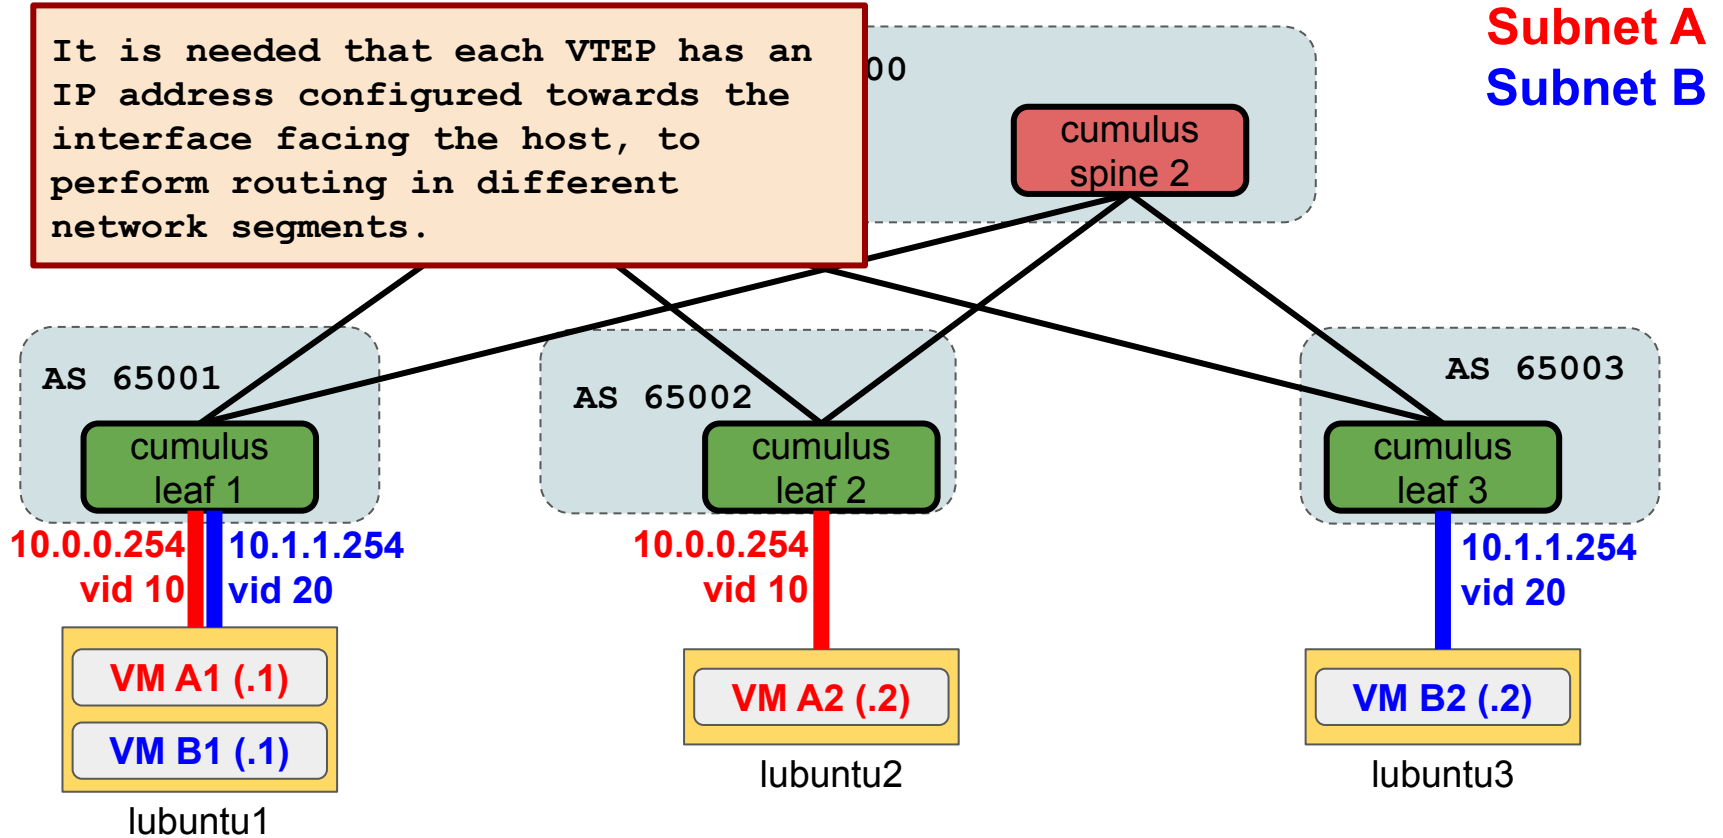 It is needed that each VTEP has an
IP address configured towards the
interface facing the host, to
perform routing in different
network segments.
00
Subnet A
Subnet B
cumulus
spine 2
AS 65001
AS 65002
AS 65003
cumulus
leaf 1
cumulus
leaf 2
cumulus
leaf 3
10.0.0.254
vid 10
10.1.1.254
vid 20
10.0.0.254
vid 10
10.1.1.254
vid 20
VM A1 (.1)
VM B1 (.1)
lubuntu1
VM A2 (.2)
lubuntu2
VM B2 (.2)
lubuntu3